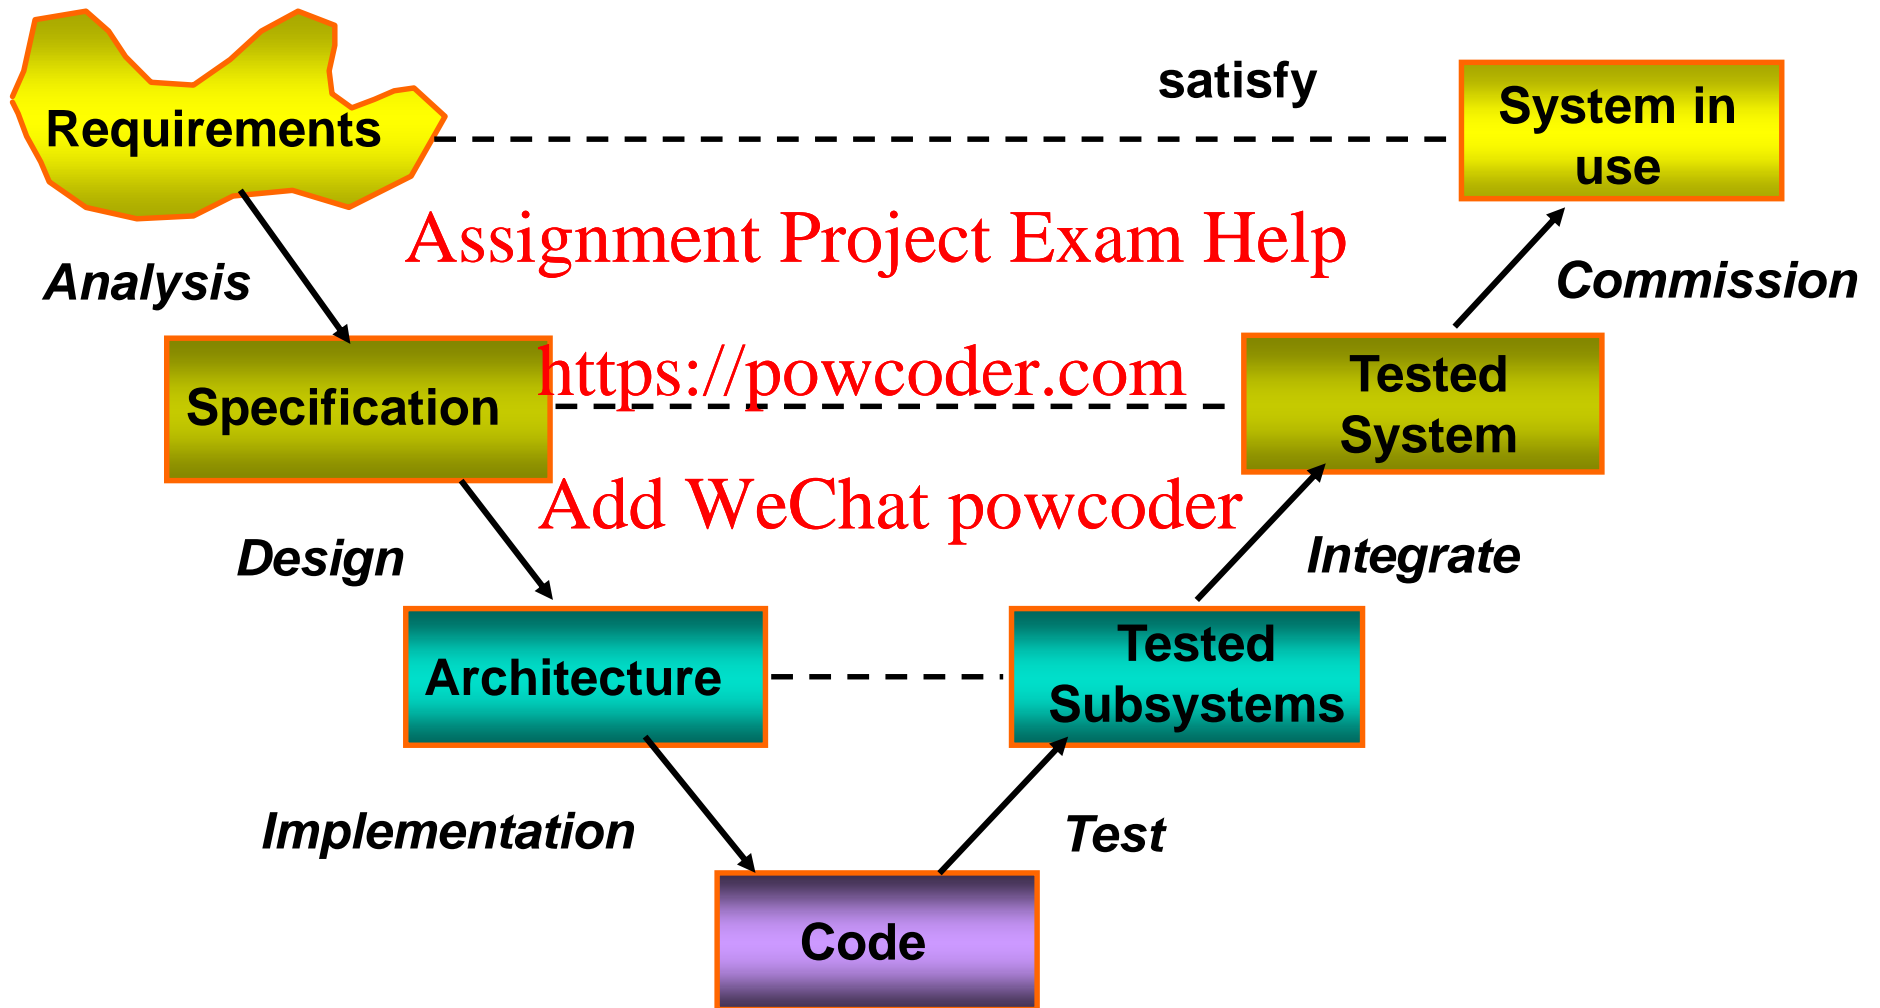 satisfy
Requirements
System in
use
Assignment Project Exam Help
Analysis
Commission
https://powcoder.com
Specification
Tested
System
Add WeChat powcoder
Design
Integrate
Architecture
Tested
Subsystems
Implementation
Test
Code